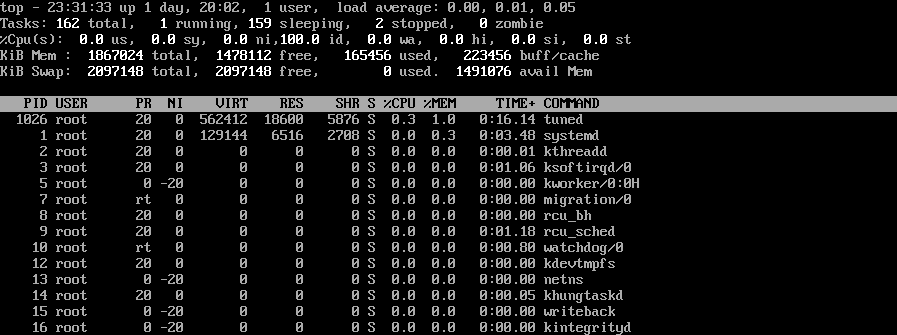 top - 23:31:33 up 1 day, 20:02,  1 user,  load average: 0.00, 0.01, 0.05
Tasks: 162 total,   1 running, 159 sleeping,   2 stopped,   0 zombie
%Cpu(s):  0.0 us,  0.0 sy,  0.0 ni,100.0 id,  0.0 wa,  0.0 hi,  0.0 si,  0.0 st
KiB Mem :  1867024 total,  1478112 free,   165456 used,   223456 buff/cache
KiB Swap:  2097148 total,  2097148 free,        0 used.  1491076 avail Mem
  PID USER      PR  NI    VIRT    RES    SHR S %CPU %MEM     TIME+ COMMAND
 1026 root      20   0  562412  18600   5876 S  0.3  1.0   0:16.14 tuned
    1 root      20   0  129144   6516   2708 S  0.0  0.3   0:03.48 systemd
    2 root      20   0       0      0      0 S  0.0  0.0   0:00.01 kthreadd
    3 root      20   0       0      0      0 S  0.0  0.0   0:01.06 ksoftirqd/0
    5 root       0 -20       0      0      0 S  0.0  0.0   0:00.00 kworker/0:0H
    7 root      rt   0       0      0      0 S  0.0  0.0   0:00.00 migration/0
    8 root      20   0       0      0      0 S  0.0  0.0   0:00.00 rcu_bh
    9 root      20   0       0      0      0 S  0.0  0.0   0:01.18 rcu_sched
   10 root      rt   0       0      0      0 S  0.0  0.0   0:00.80 watchdog/0
   12 root      20   0       0      0      0 S  0.0  0.0   0:00.00 kdevtmpfs
   13 root       0 -20       0      0      0 S  0.0  0.0   0:00.00 netns
   14 root      20   0       0      0      0 S  0.0  0.0   0:00.05 khungtaskd
   15 root       0 -20       0      0      0 S  0.0  0.0   0:00.00 writeback
   16 root       0 -20       0      0      0 S  0.0  0.0   0:00.00 kintegrityd